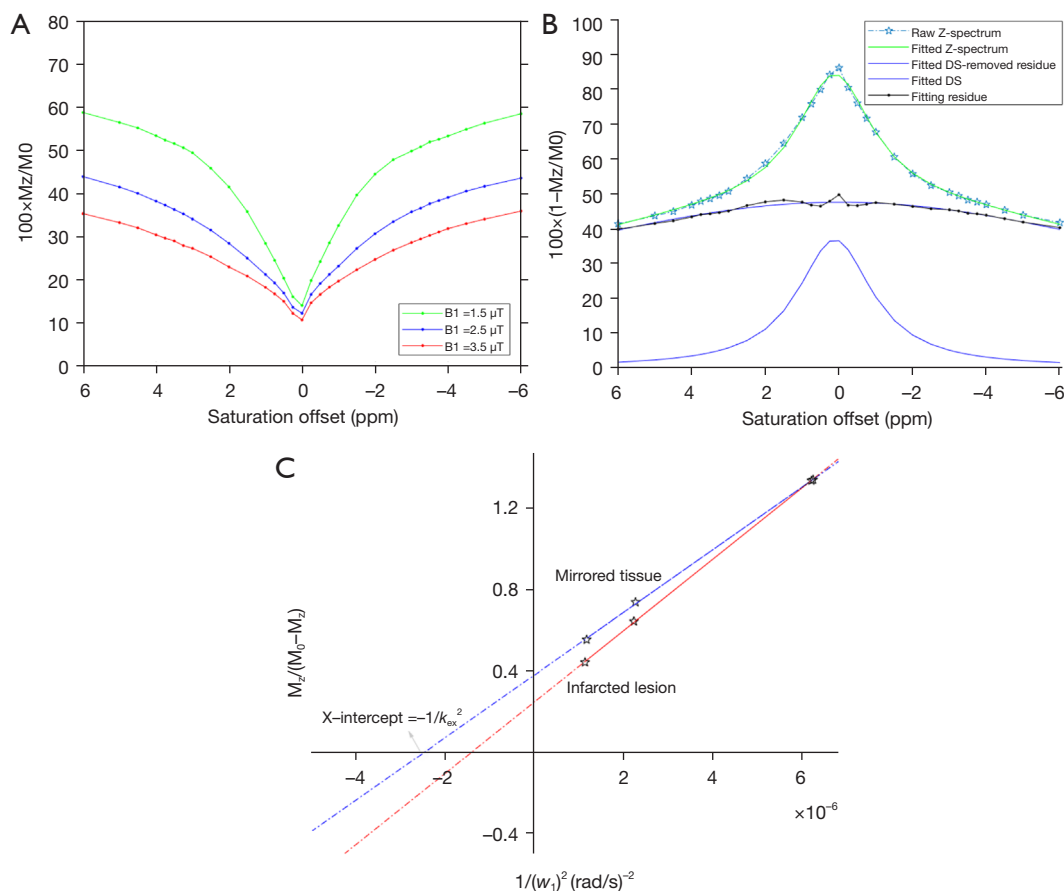 A
80
70
60
50
40
30
20
10
0
100×Mz/M0
6 4 2 0 –2 –4 –6
Saturation offset (ppm)
B1 =1.5 μT
B1 =2.5 μT
B1 =3.5 μT
B
100
90
80
70
60
50
40
30
20
10
0
100×(1–Mz/M0)
6 4 2 0 –2 –4 –6
Saturation offset (ppm)
Raw Z-spectrum
Fitted Z-spectrum
Fitted DS-removed residue
Fitted DS
Fitting residue
C
1.2
0.8
0.4
–0.4
Mz/(M0–Mz)
Mirrored tissue
Infarcted lesion
X–intercept =–1/kex²
–4 –2 2 4 6
×10⁻⁶
1/(w₁)² (rad/s)⁻²